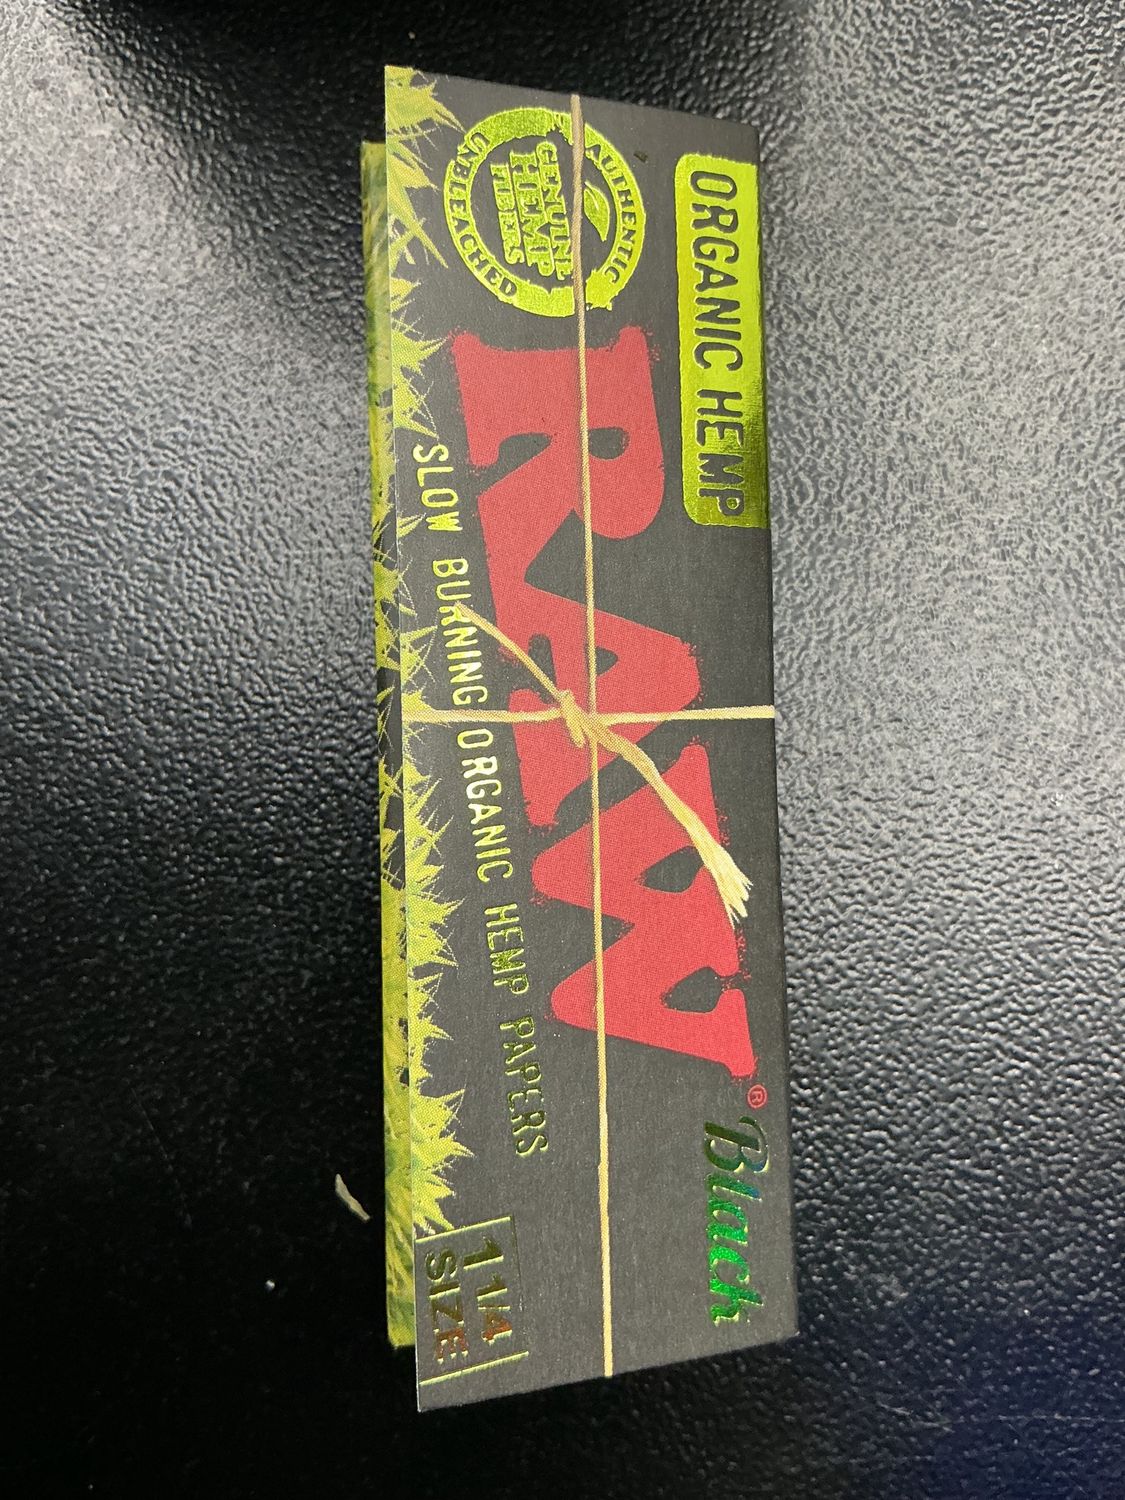 ORGANIC HEMP
AUTHENTIC
GENUINE
HEMP
FIBERS
UNBLEACHED
RAW®
Black
SLOW BURNING ORGANIC HEMP PAPERS
1 1/4
SIZE